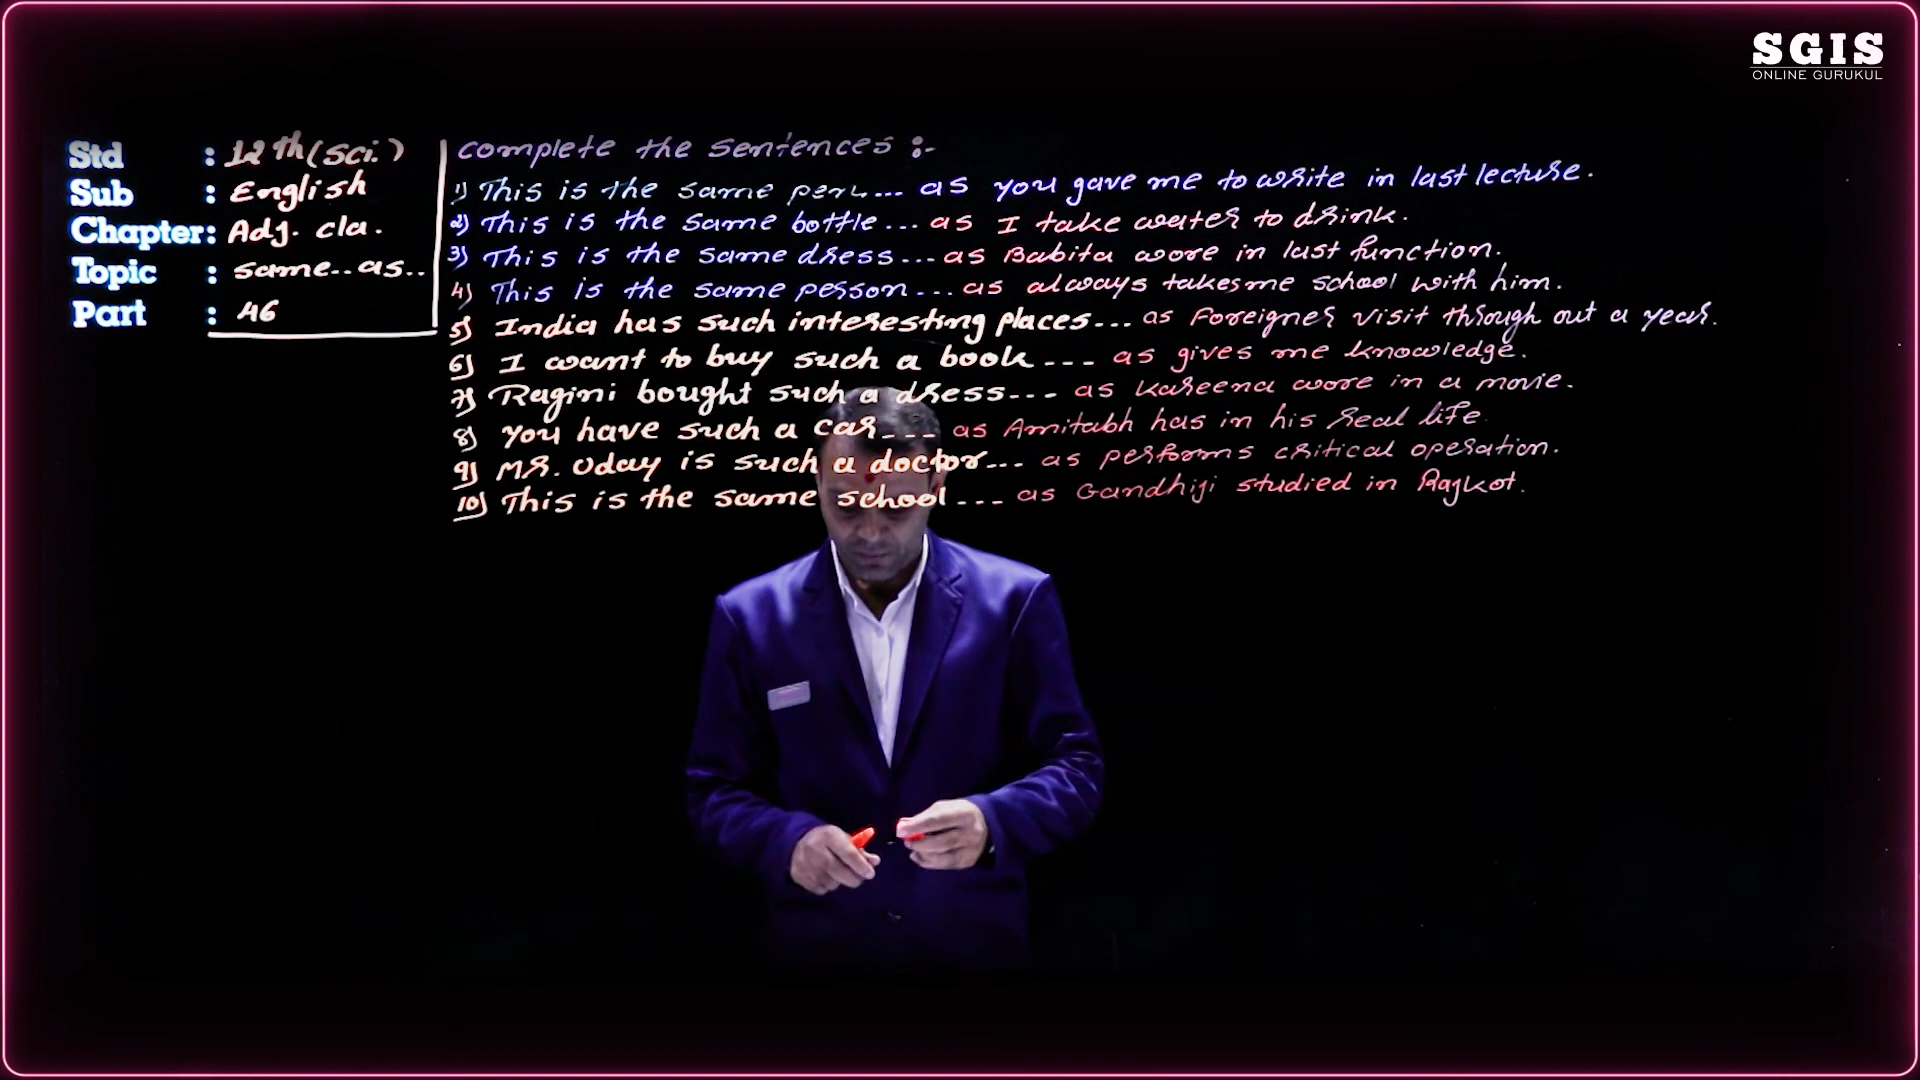 SGIS
ONLINE GURUKUL
Std : 12th (sci.)
Sub : English
Chapter : Adj. cla.
Topic : same..as..
Part : 46
complete the sentences :-
1) This is the same pen... as you gave me to write in last lecture.
2) This is the same bottle... as I take water to drink.
3) This is the same dress... as Babita wore in last function.
4) This is the same person... as always takes me school with him.
5) India has such interesting places... as Foreigner visit through out a year.
6) I want to buy such a book --- as gives me knowledge.
7) Ragini bought such a dress--- as Kareena wore in a movie.
8) You have such a car--- as Amitabh has in his real life.
9) Mr. Uday is such a doctor... as performs critical operation.
10) This is the same school --- as Gandhiji studied in Rajkot.